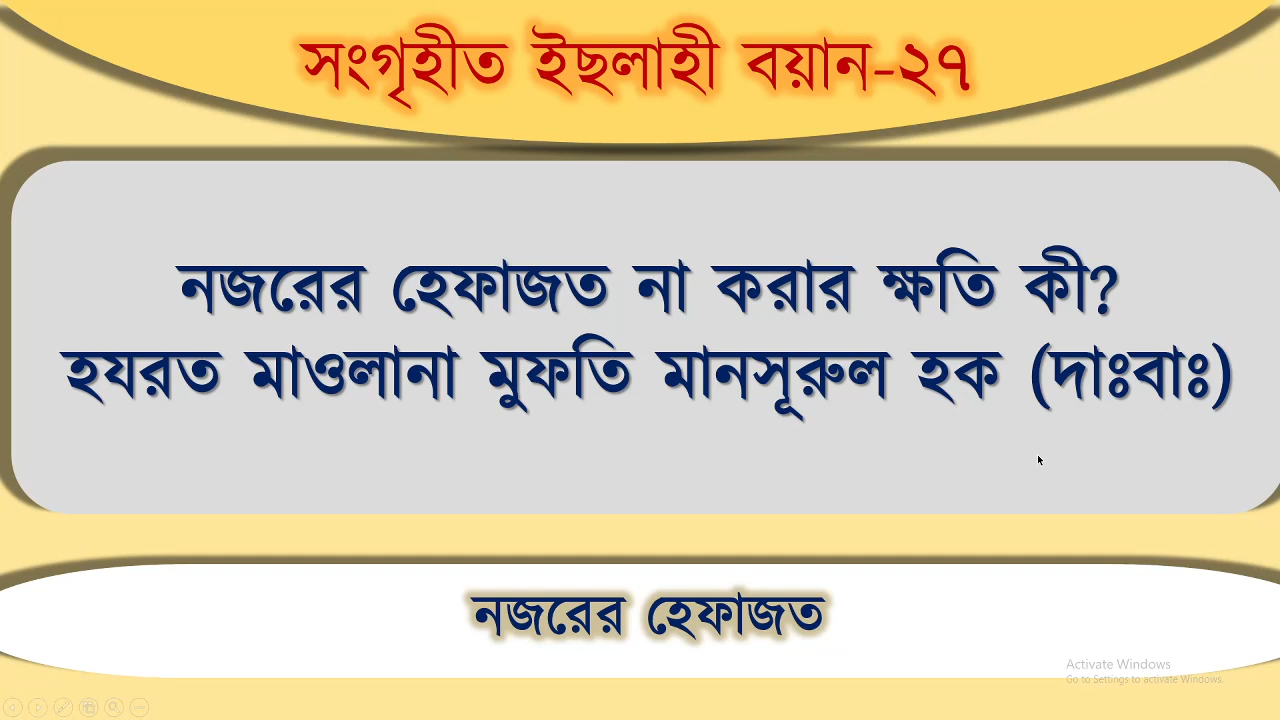 সংগৃহীত ইছলাহী বয়ান-২৭
নজরের হেফাজত না করার ক্ষতি কী?
হযরত মাওলানা মুফতি মানসূরুল হক (দাঃবাঃ)
নজরের হেফাজত
Activate Windows
Go to Settings to activate Windows.